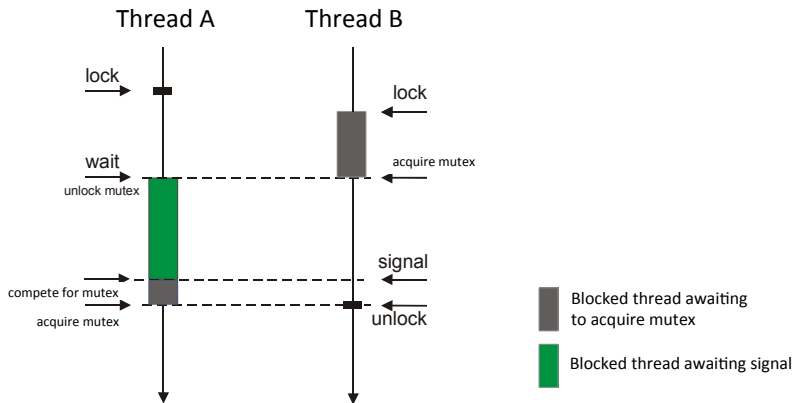 Thread A
Thread B
lock
lock
wait
acquire mutex
unlock mutex
signal
compete for mutex
acquire mutex
unlock
Blocked thread awaiting
to acquire mutex
Blocked thread awaiting signal